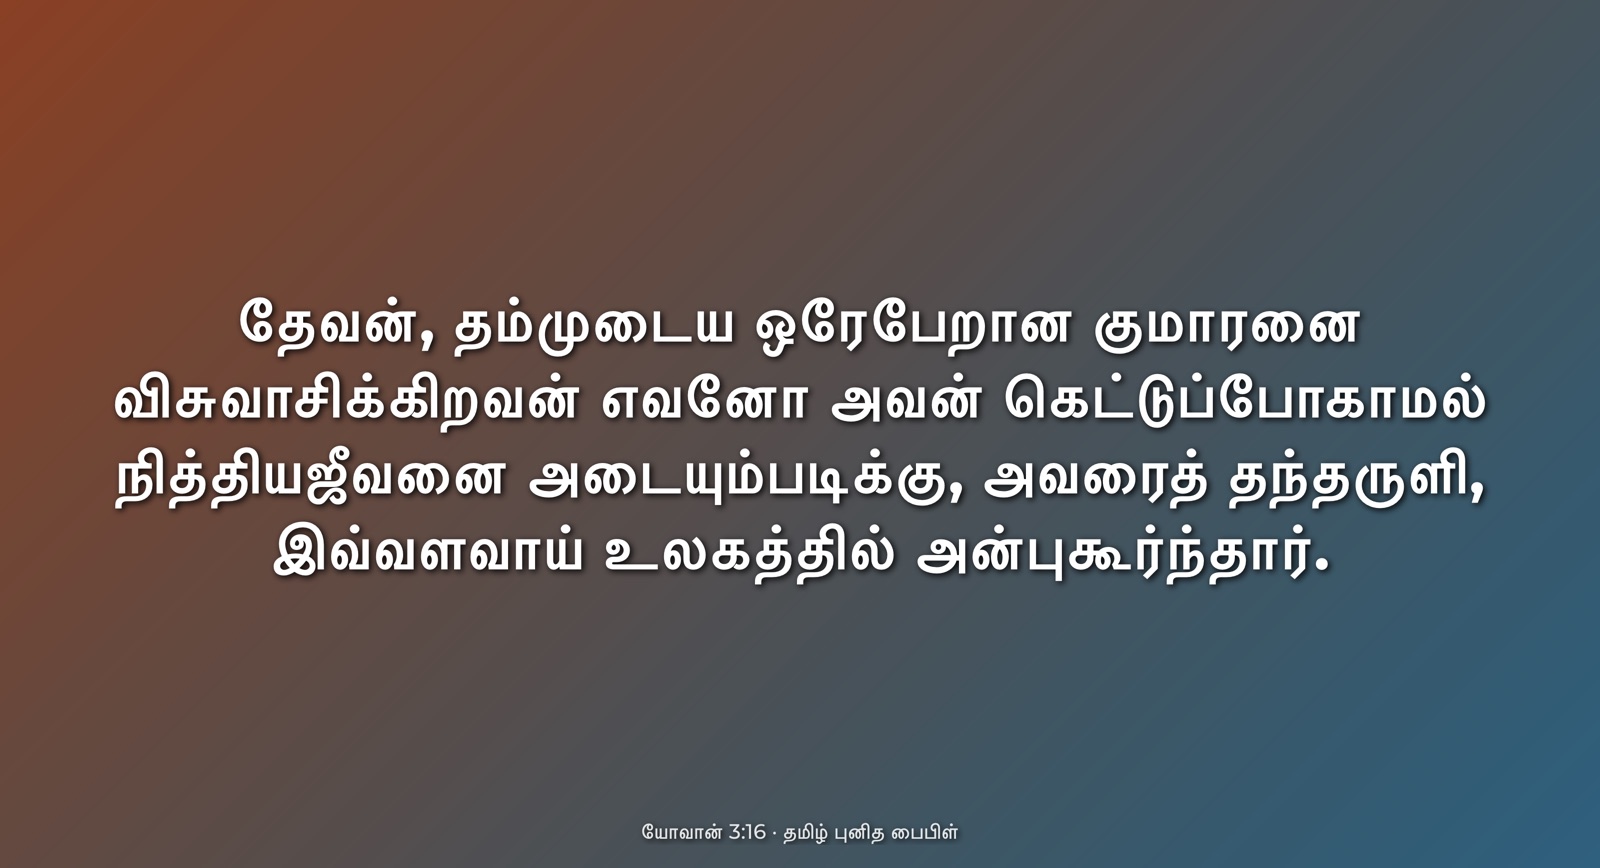 தேவன், தம்முடைய ஒரேபேறான குமாரனை
விசுவாசிக்கிறவன் எவனோ அவன் கெட்டுப்போகாமல்
நித்தியஜீவனை அடையும்படிக்கு, அவரைத் தந்தருளி,
இவ்வளவாய் உலகத்தில் அன்புகூர்ந்தார்.
யோவான் 3:16 · தமிழ் புனித பைபிள்